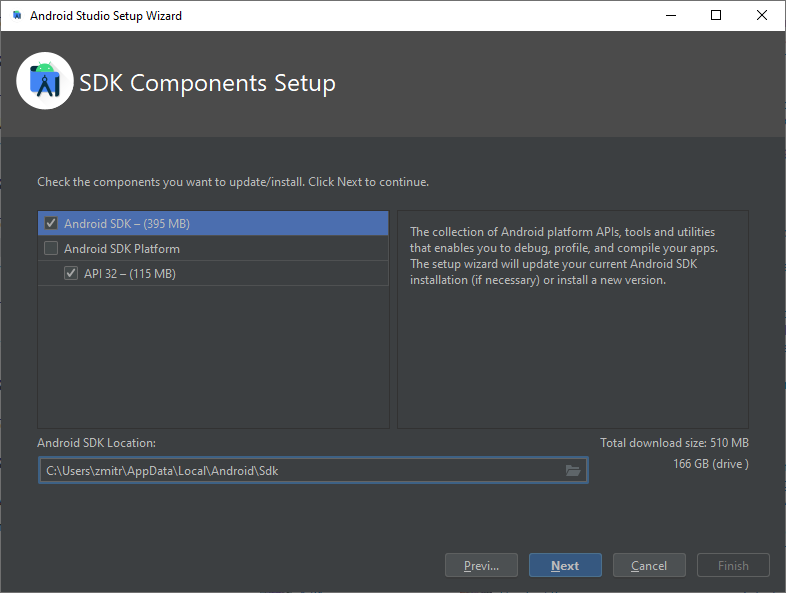 Android Studio Setup Wizard
SDK Components Setup
Check the components you want to update/install. Click Next to continue.
Android SDK – (395 MB)
Android SDK Platform
API 32 – (115 MB)
The collection of Android platform APIs, tools and utilities
that enables you to debug, profile, and compile your apps.
The setup wizard will update your current Android SDK
installation (if necessary) or install a new version.
Android SDK Location:
Total download size: 510 MB
C:\Users\zmitr\AppData\Local\Android\Sdk
166 GB (drive )
Previ...
Next
Cancel
Finish